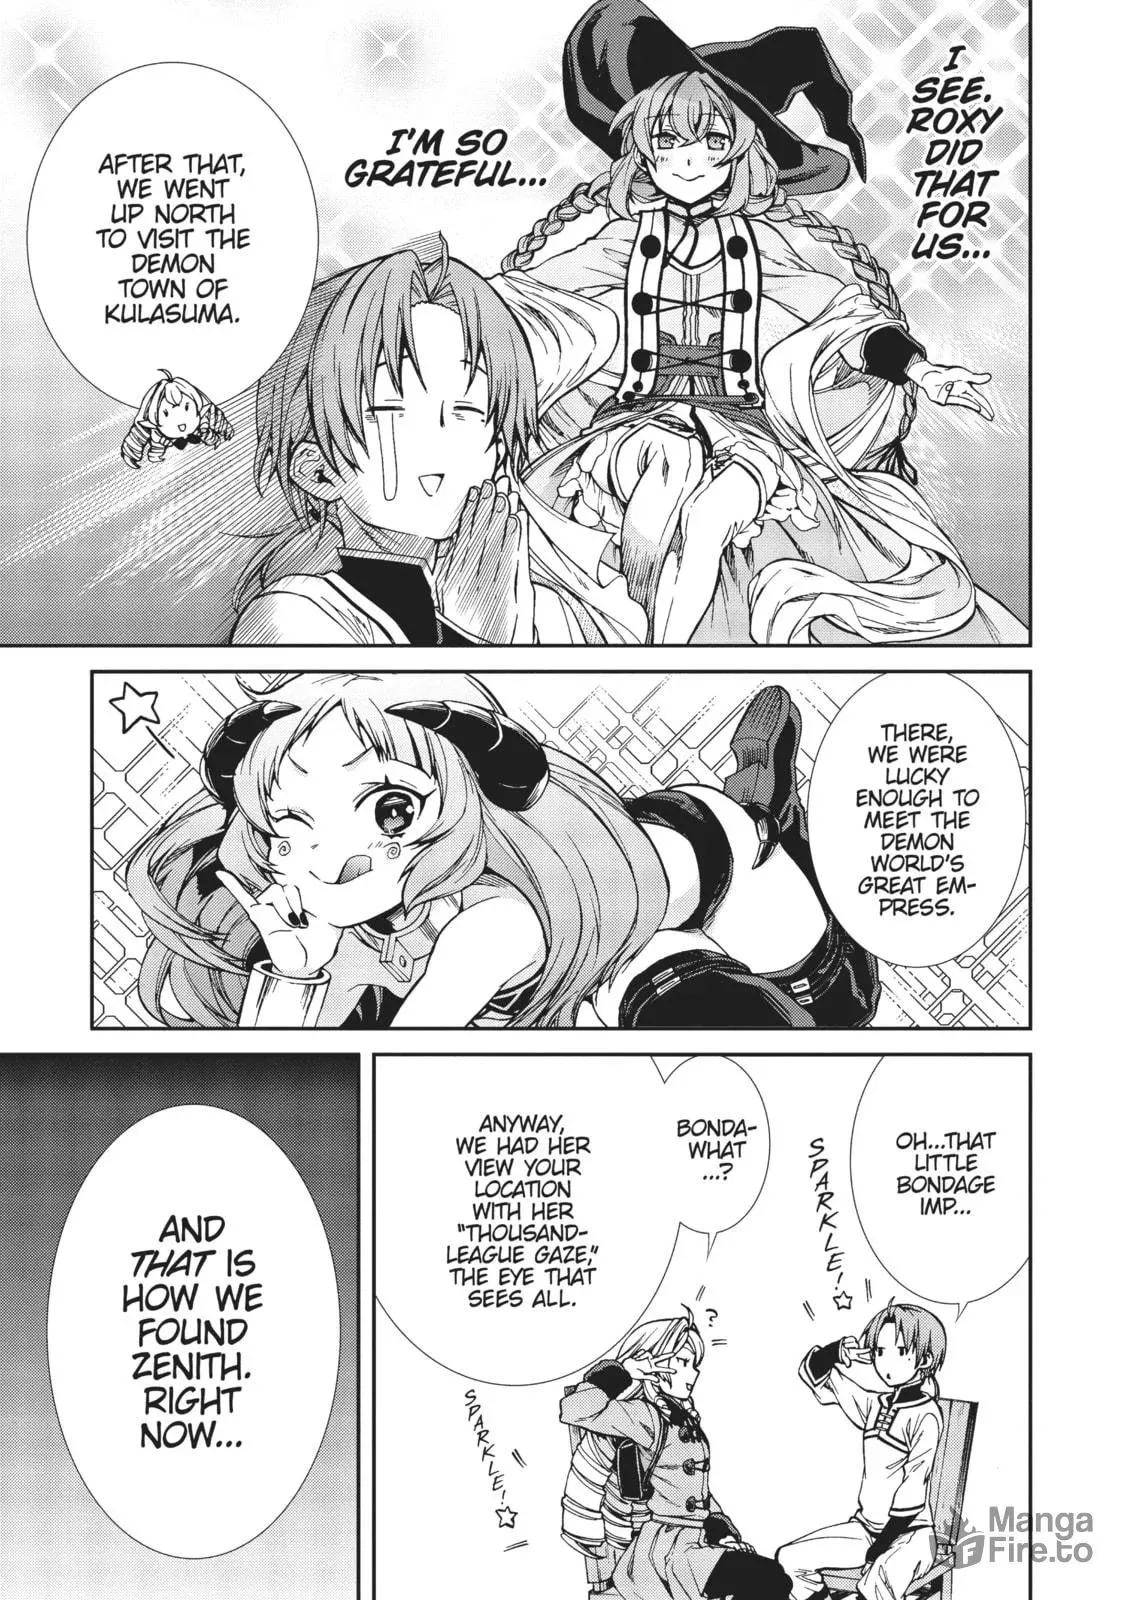 I
SEE.
ROXY
DID
THAT
FOR
US...
I'M SO
GRATEFUL...
AFTER THAT,
WE WENT
UP NORTH
TO VISIT THE
DEMON
TOWN OF
KULASUMA.
THERE,
WE WERE
LUCKY
ENOUGH TO
MEET THE
DEMON
WORLD'S
GREAT EM-
PRESS.
OH...THAT
LITTLE
BONDAGE
IMP...
SPARKLE!
BONDA-
WHAT
...?
ANYWAY,
WE HAD HER
VIEW YOUR
LOCATION
WITH HER
"THOUSAND-
LEAGUE GAZE,"
THE EYE THAT
SEES ALL.
?
SPARKLE!
AND
THAT IS
HOW WE
FOUND
ZENITH.
RIGHT
NOW...
Manga
Fire.to